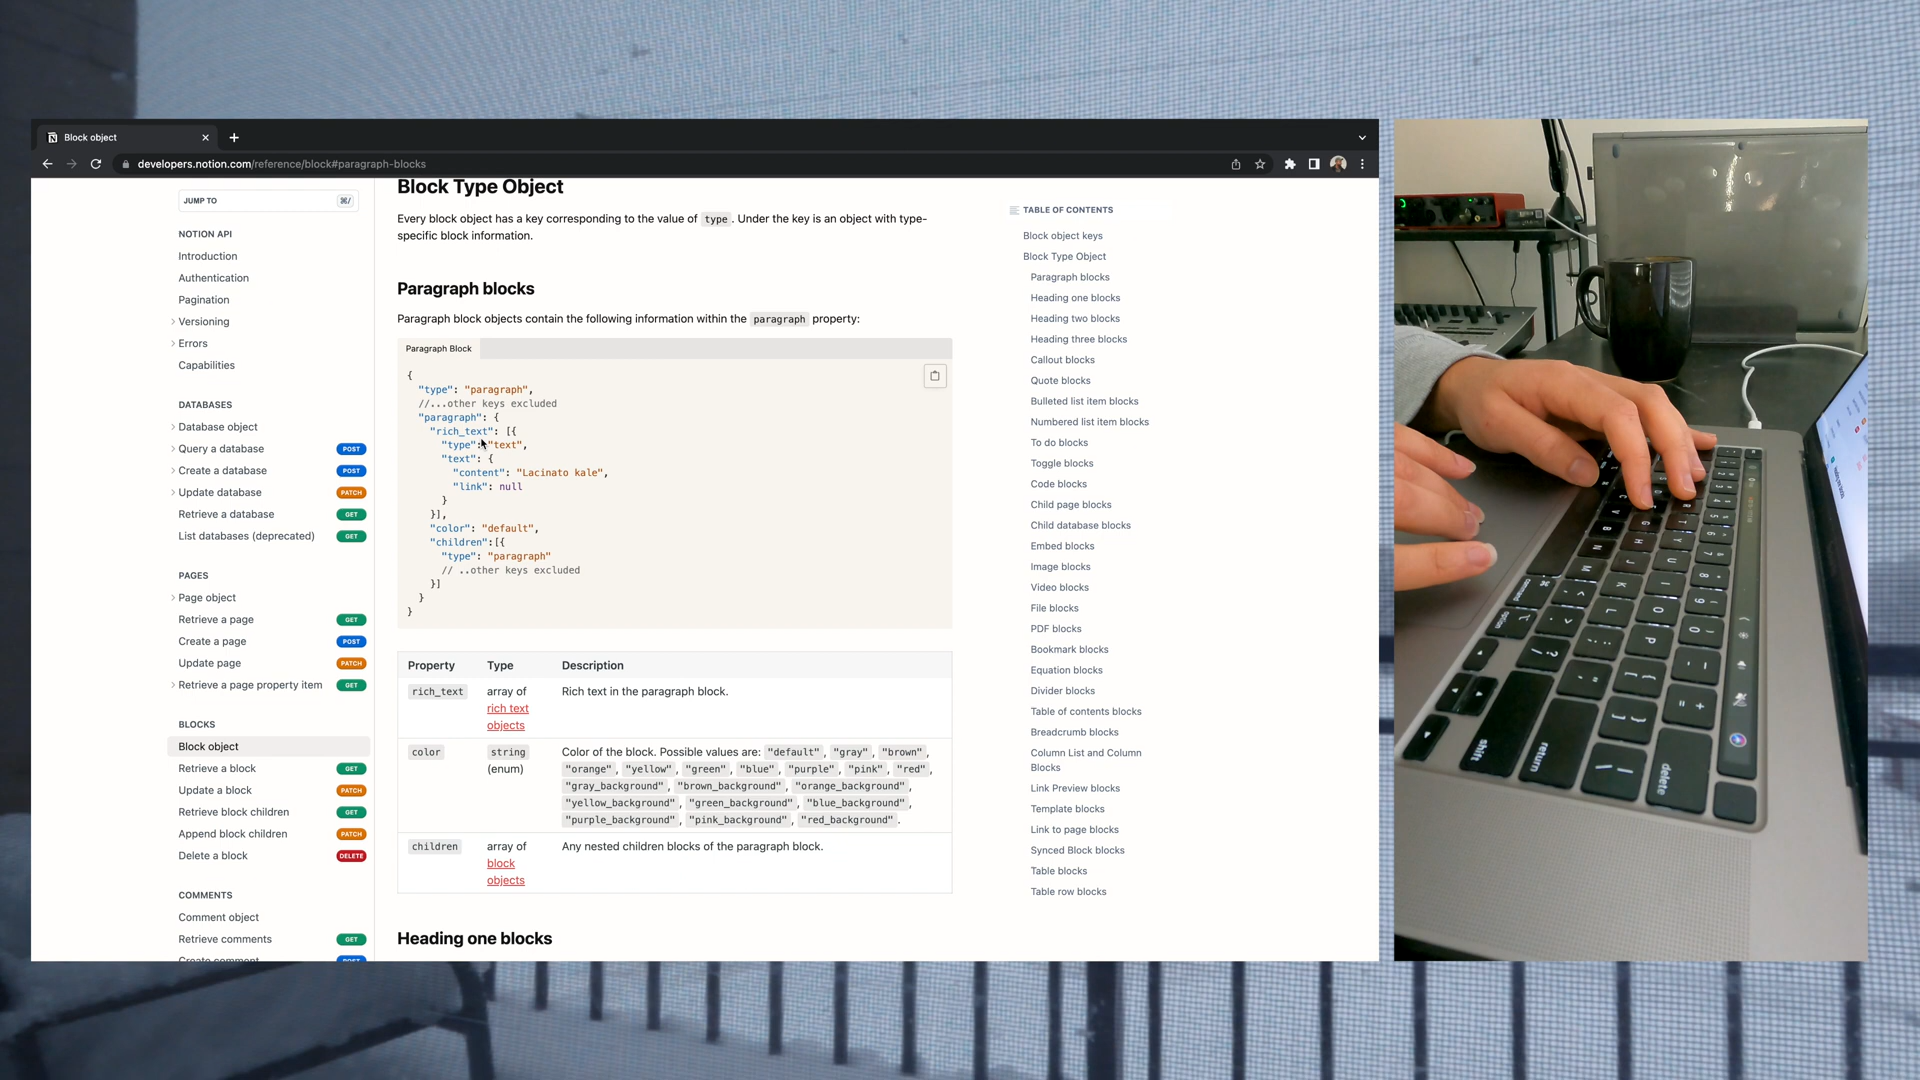 Block object
developers.notion.com/reference/block#paragraph-blocks
JUMP TO
⌘/
NOTION API
Introduction
Authentication
Pagination
Versioning
Errors
Capabilities
DATABASES
Database object
Query a database POST
Create a database POST
Update database PATCH
Retrieve a database GET
List databases (deprecated) GET
PAGES
Page object
Retrieve a page GET
Create a page POST
Update page PATCH
Retrieve a page property item GET
BLOCKS
Block object
Retrieve a block GET
Update a block PATCH
Retrieve block children GET
Append block children PATCH
Delete a block DELETE
COMMENTS
Comment object
Retrieve comments GET
Create comment POST
Block Type Object
Every block object has a key corresponding to the value of type. Under the key is an object with type-
specific block information.
Paragraph blocks
Paragraph block objects contain the following information within the paragraph property:
Paragraph Block
{
"type": "paragraph",
//...other keys excluded
"paragraph": {
"rich_text": [{
"type": "text",
"text": {
"content": "Lacinato kale",
"link": null
}
}],
"color": "default",
"children":[{
"type": "paragraph"
// ..other keys excluded
}]
}
}
Property Type Description
rich_text array of Rich text in the paragraph block.
rich text
objects
color string Color of the block. Possible values are: "default", "gray", "brown",
(enum) "orange", "yellow", "green", "blue", "purple", "pink", "red",
"gray_background", "brown_background", "orange_background",
"yellow_background", "green_background", "blue_background",
"purple_background", "pink_background", "red_background".
children array of Any nested children blocks of the paragraph block.
block
objects
Heading one blocks
TABLE OF CONTENTS
Block object keys
Block Type Object
Paragraph blocks
Heading one blocks
Heading two blocks
Heading three blocks
Callout blocks
Quote blocks
Bulleted list item blocks
Numbered list item blocks
To do blocks
Toggle blocks
Code blocks
Child page blocks
Child database blocks
Embed blocks
Image blocks
Video blocks
File blocks
PDF blocks
Bookmark blocks
Equation blocks
Divider blocks
Table of contents blocks
Breadcrumb blocks
Column List and Column
Blocks
Link Preview blocks
Template blocks
Link to page blocks
Synced Block blocks
Table blocks
Table row blocks
command
option
shift
return
delete